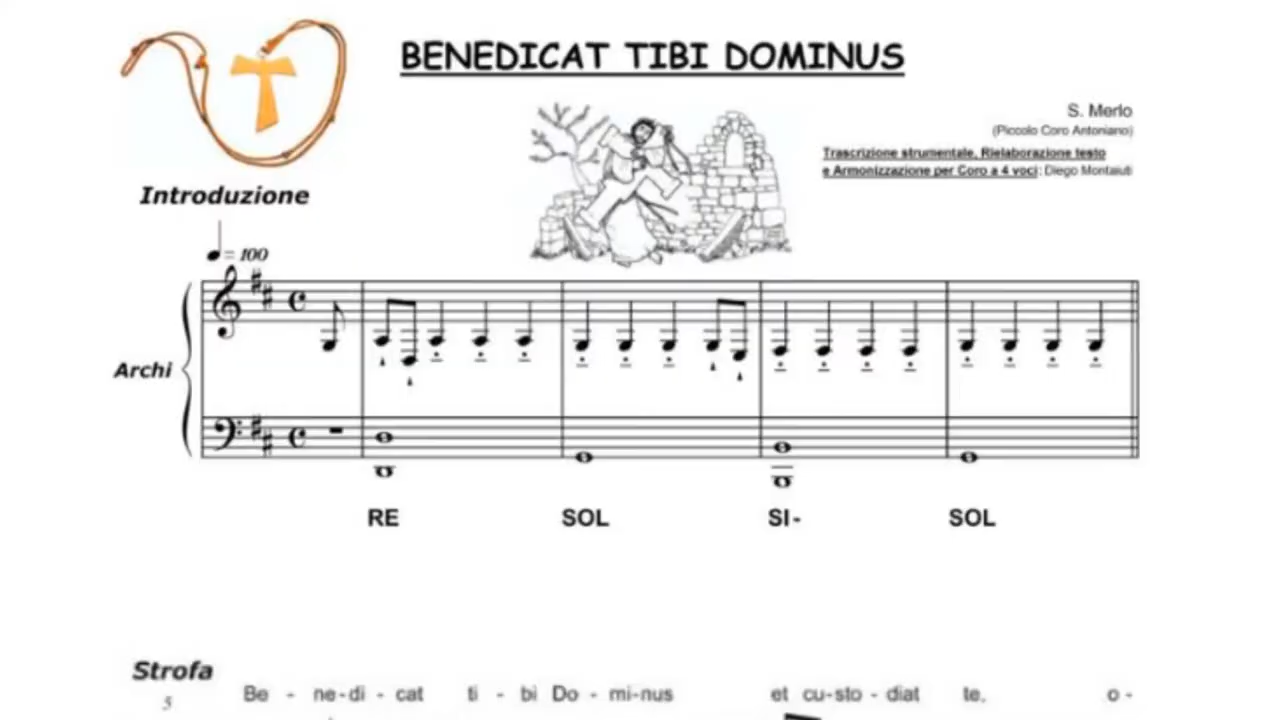 BENEDICAT TIBI DOMINUS
S. Merlo
(Piccolo Coro Antoniano)
Trascrizione strumentale, Rielaborazione testo
e Armonizzazione per Coro a 4 voci: Diego Montaiuti
Introduzione
= 100
Archi
RE SOL SI- SOL
Strofa
5
Be - ne-di - cat ti - bi Do - mi-nus et cu-sto-diat te, o -